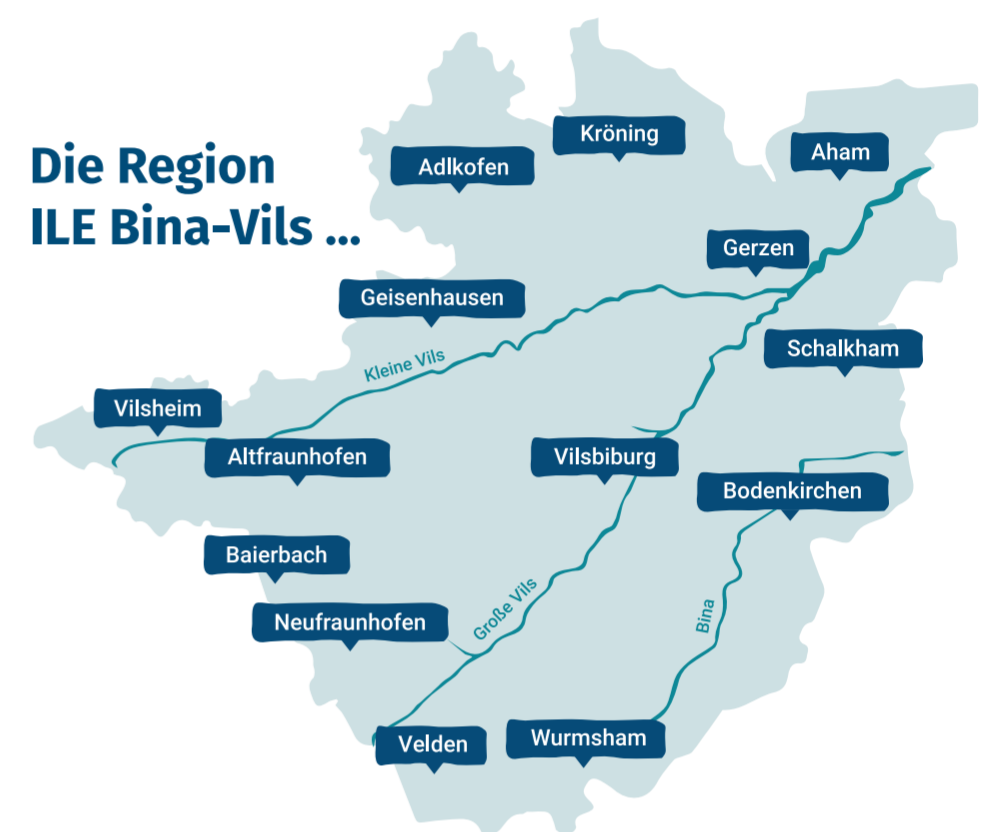 Die Region
ILE Bina-Vils ...
Kröning
Adlkofen
Aham
Gerzen
Geisenhausen
Schalkham
Kleine Vils
Vilsheim
Altfraunhofen
Vilsbiburg
Bodenkirchen
Baierbach
Große Vils
Bina
Neufraunhofen
Velden
Wurmsham